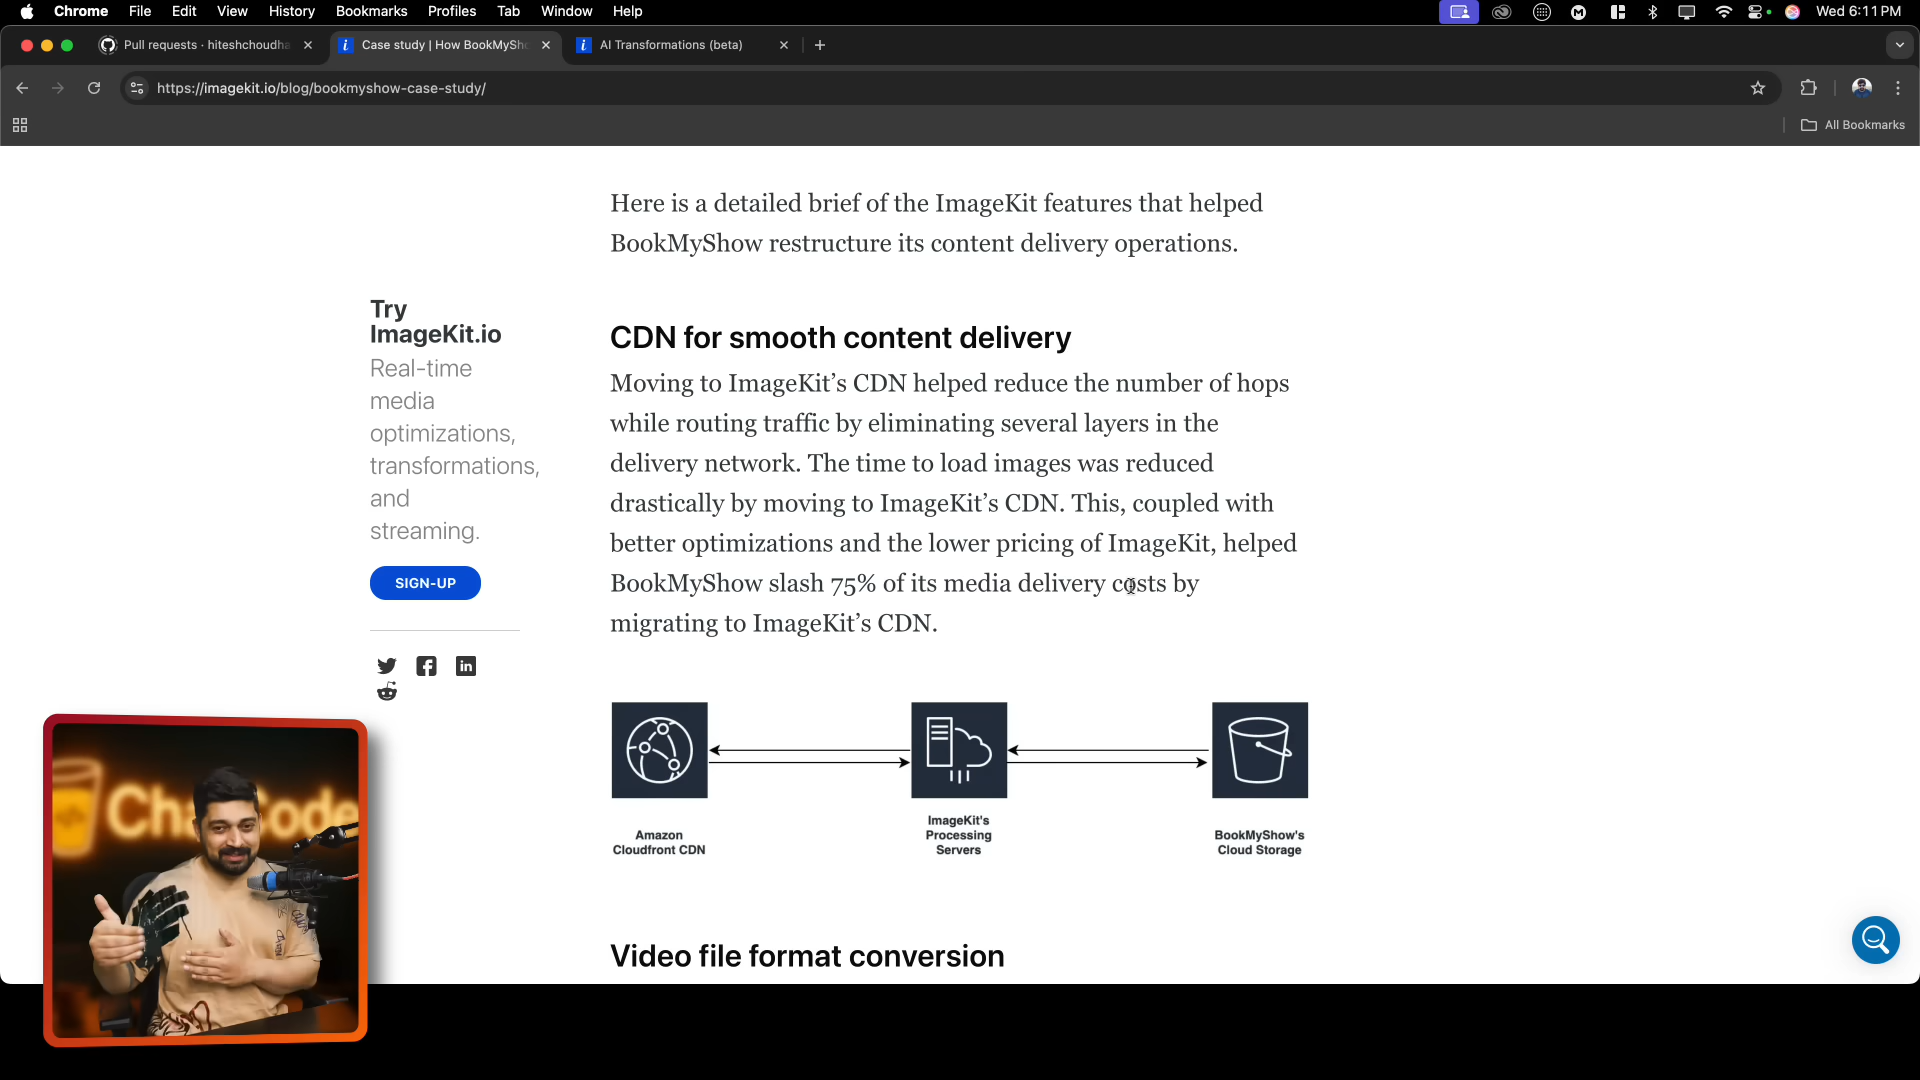 Chrome File Edit View History Bookmarks Profiles Tab Window Help Wed 6:11 PM
Pull requests · hiteshchoudha
Case study | How BookMySho
AI Transformations (beta)
https://imagekit.io/blog/bookmyshow-case-study/
All Bookmarks
Here is a detailed brief of the ImageKit features that helped
BookMyShow restructure its content delivery operations.
Try
ImageKit.io
Real-time
media
optimizations,
transformations,
and
streaming.
SIGN-UP
CDN for smooth content delivery
Moving to ImageKit’s CDN helped reduce the number of hops
while routing traffic by eliminating several layers in the
delivery network. The time to load images was reduced
drastically by moving to ImageKit’s CDN. This, coupled with
better optimizations and the lower pricing of ImageKit, helped
BookMyShow slash 75% of its media delivery costs by
migrating to ImageKit’s CDN.
Amazon
Cloudfront CDN
ImageKit's
Processing
Servers
BookMyShow's
Cloud Storage
Video file format conversion